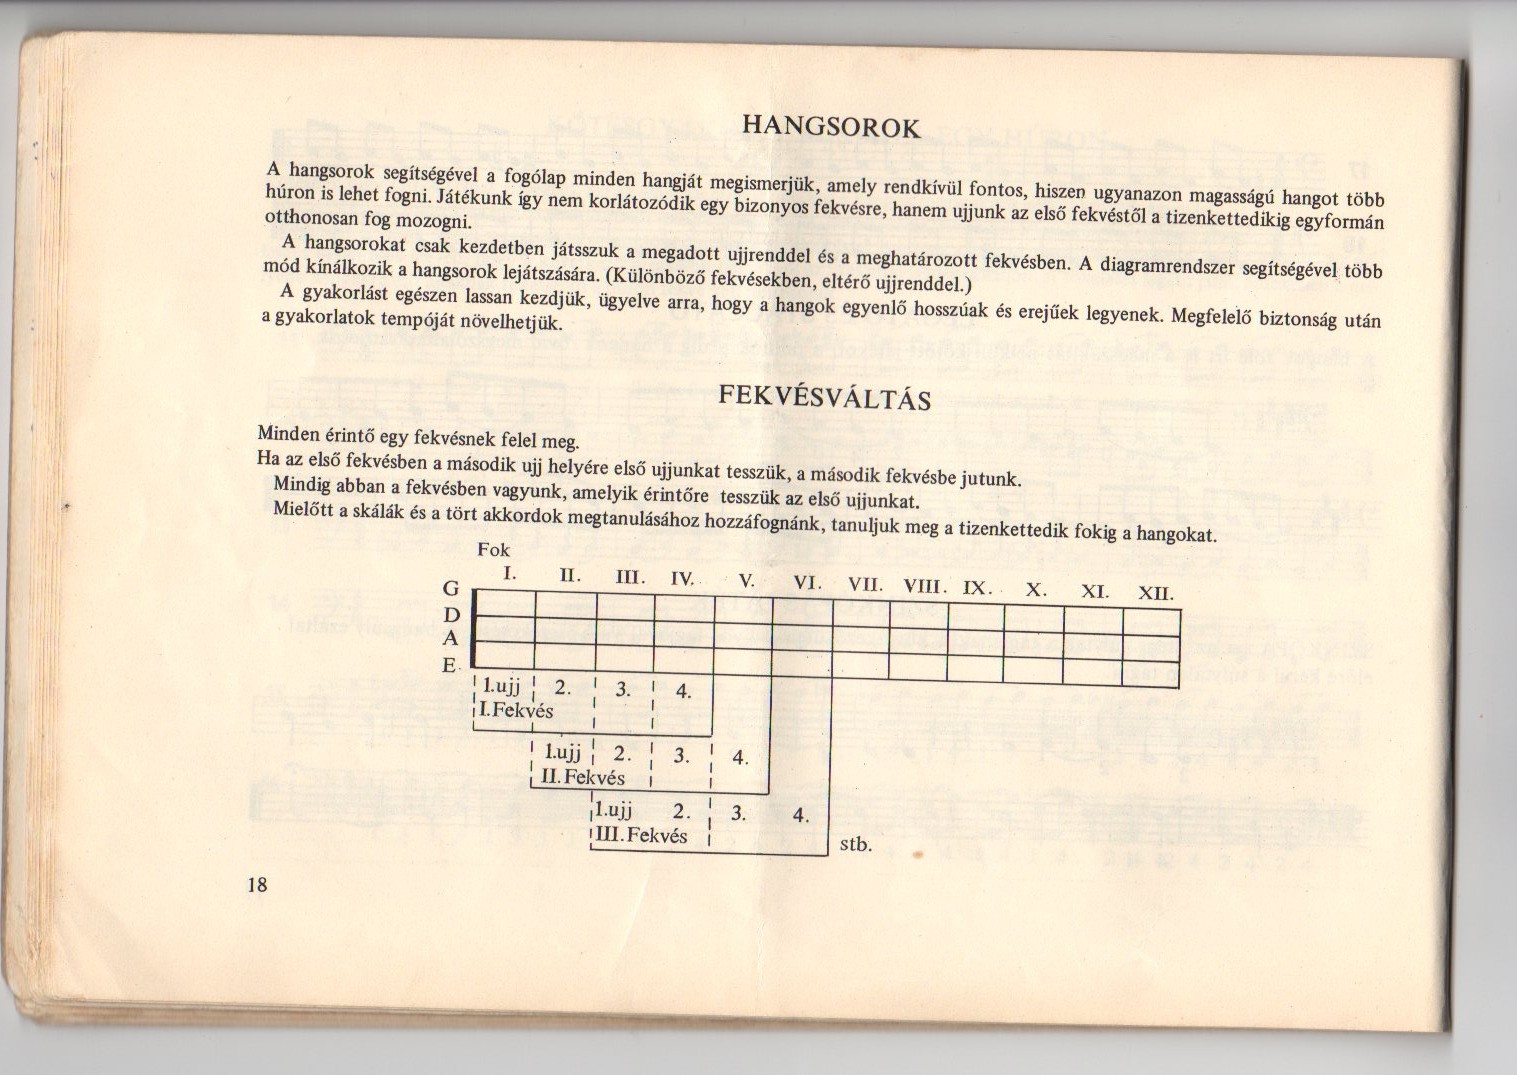 HANGSOROK
A hangsorok segítségével a fogólap minden hangját megismerjük, amely rendkívül fontos, hiszen ugyanazon magasságú hangot több
húron is lehet fogni. Játékunk így nem korlátozódik egy bizonyos fekvésre, hanem ujjunk az első fekvéstől a tizenkettedikig egyformán
otthonosan fog mozogni.
A hangsorokat csak kezdetben játsszuk a megadott ujjrenddel és a meghatározott fekvésben. A diagramrendszer segítségével több
mód kínálkozik a hangsorok lejátszására. (Különböző fekvésekben, eltérő ujjrenddel.)
A gyakorlást egészen lassan kezdjük, ügyelve arra, hogy a hangok egyenlő hosszúak és erejűek legyenek. Megfelelő biztonság után
a gyakorlatok tempóját növelhetjük.
FEKVÉSVÁLTÁS
Minden érintő egy fekvésnek felel meg.
Ha az első fekvésben a második ujj helyére első ujjunkat tesszük, a második fekvésbe jutunk.
Mindig abban a fekvésben vagyunk, amelyik érintőre tesszük az első ujjunkat.
Mielőtt a skálák és a tört akkordok megtanulásához hozzáfognánk, tanuljuk meg a tizenkettedik fokig a hangokat.
Fok
I. II. III. IV. V. VI. VII. VIII. IX. X. XI. XII.
G
D
A
E
1.ujj 2. 3. 4.
I.Fekvés
1.ujj 2. 3. 4.
II.Fekvés
1.ujj 2. 3. 4.
III.Fekvés
stb.
18